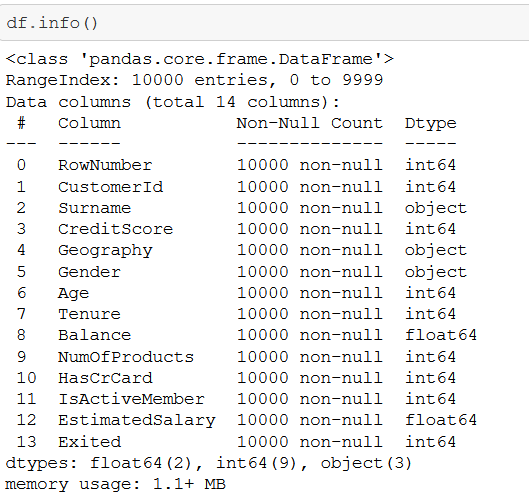 df.info()
<class 'pandas.core.frame.DataFrame'>
RangeIndex: 10000 entries, 0 to 9999
Data columns (total 14 columns):
 #   Column           Non-Null Count  Dtype
---  ------           --------------  -----
 0   RowNumber        10000 non-null  int64
 1   CustomerId       10000 non-null  int64
 2   Surname          10000 non-null  object
 3   CreditScore      10000 non-null  int64
 4   Geography        10000 non-null  object
 5   Gender           10000 non-null  object
 6   Age              10000 non-null  int64
 7   Tenure           10000 non-null  int64
 8   Balance          10000 non-null  float64
 9   NumOfProducts    10000 non-null  int64
 10  HasCrCard        10000 non-null  int64
 11  IsActiveMember   10000 non-null  int64
 12  EstimatedSalary  10000 non-null  float64
 13  Exited           10000 non-null  int64
dtypes: float64(2), int64(9), object(3)
memory usage: 1.1+ MB